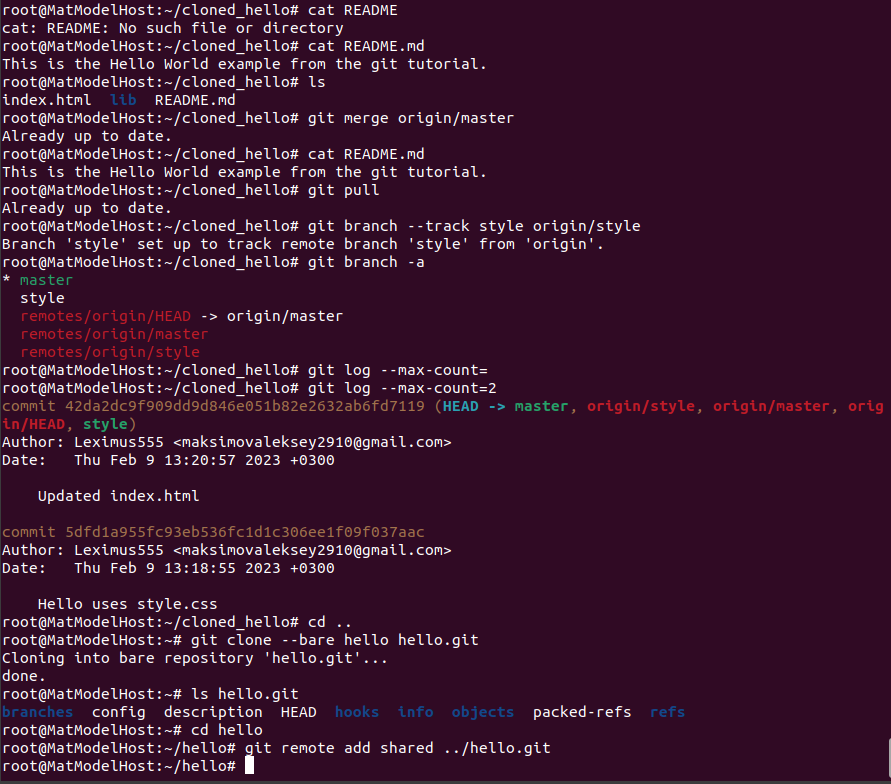 root@MatModelHost:~/cloned_hello# cat README
cat: README: No such file or directory
root@MatModelHost:~/cloned_hello# cat README.md
This is the Hello World example from the git tutorial.
root@MatModelHost:~/cloned_hello# ls
index.html  lib  README.md
root@MatModelHost:~/cloned_hello# git merge origin/master
Already up to date.
root@MatModelHost:~/cloned_hello# cat README.md
This is the Hello World example from the git tutorial.
root@MatModelHost:~/cloned_hello# git pull
Already up to date.
root@MatModelHost:~/cloned_hello# git branch --track style origin/style
Branch 'style' set up to track remote branch 'style' from 'origin'.
root@MatModelHost:~/cloned_hello# git branch -a
* master
  style
  remotes/origin/HEAD -> origin/master
  remotes/origin/master
  remotes/origin/style
root@MatModelHost:~/cloned_hello# git log --max-count=
root@MatModelHost:~/cloned_hello# git log --max-count=2
commit 42da2dc9f909dd9d846e051b82e2632ab6fd7119 (HEAD -> master, origin/style, origin/master, orig
in/HEAD, style)
Author: Leximus555 <maksimovaleksey2910@gmail.com>
Date:   Thu Feb 9 13:20:57 2023 +0300

    Updated index.html

commit 5dfd1a955fc93eb536fc1d1c306ee1f09f037aac
Author: Leximus555 <maksimovaleksey2910@gmail.com>
Date:   Thu Feb 9 13:18:55 2023 +0300

    Hello uses style.css
root@MatModelHost:~/cloned_hello# cd ..
root@MatModelHost:~# git clone --bare hello hello.git
Cloning into bare repository 'hello.git'...
done.
root@MatModelHost:~# ls hello.git
branches  config  description  HEAD  hooks  info  objects  packed-refs  refs
root@MatModelHost:~# cd hello
root@MatModelHost:~/hello# git remote add shared ../hello.git
root@MatModelHost:~/hello#